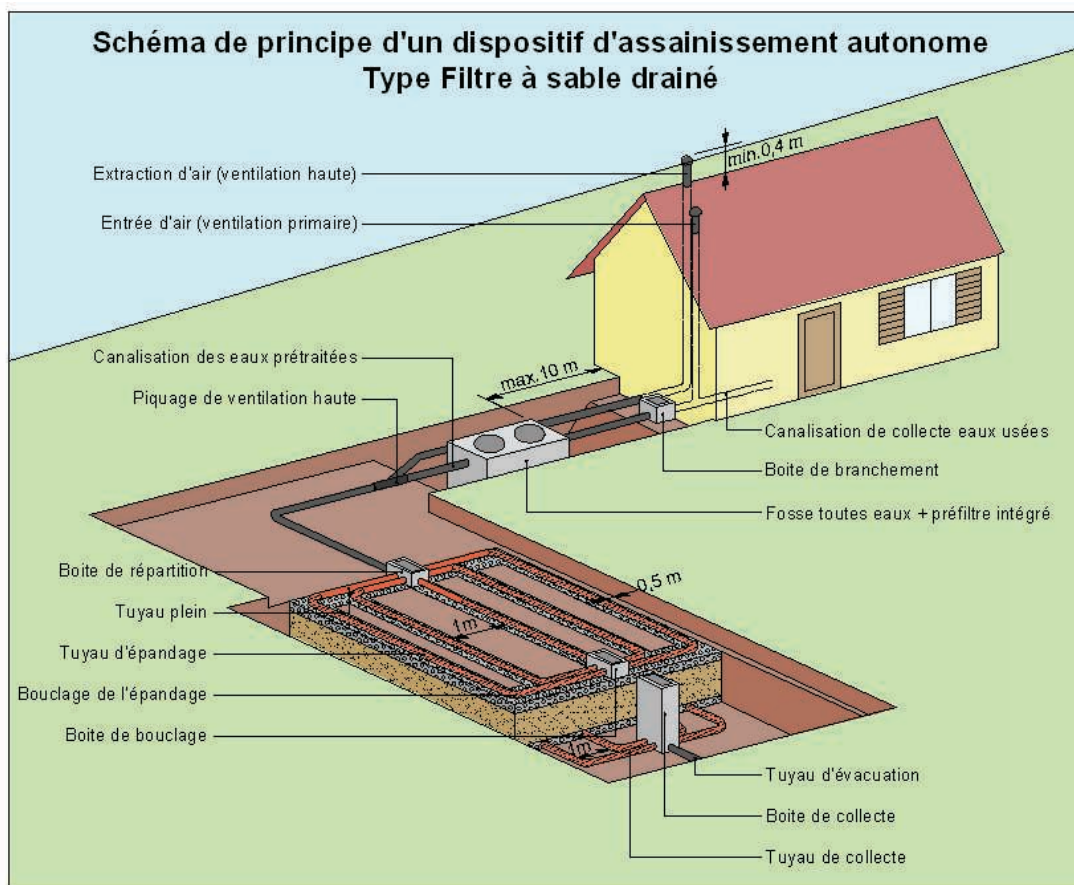 Schéma de principe d'un dispositif d'assainissement autonome
Type Filtre à sable drainé
min.0,4 m
Extraction d'air (ventilation haute)
Entrée d'air (ventilation primaire)
Canalisation des eaux prétraitées
max.10 m
Piquage de ventilation haute
Canalisation de collecte eaux usées
Boite de branchement
Fosse toutes eaux + préfiltre intégré
Boite de répartition
0,5 m
Tuyau plein
1m
Tuyau d'épandage
Bouclage de l'épandage
Boite de bouclage
1m
Tuyau d'évacuation
Boite de collecte
Tuyau de collecte